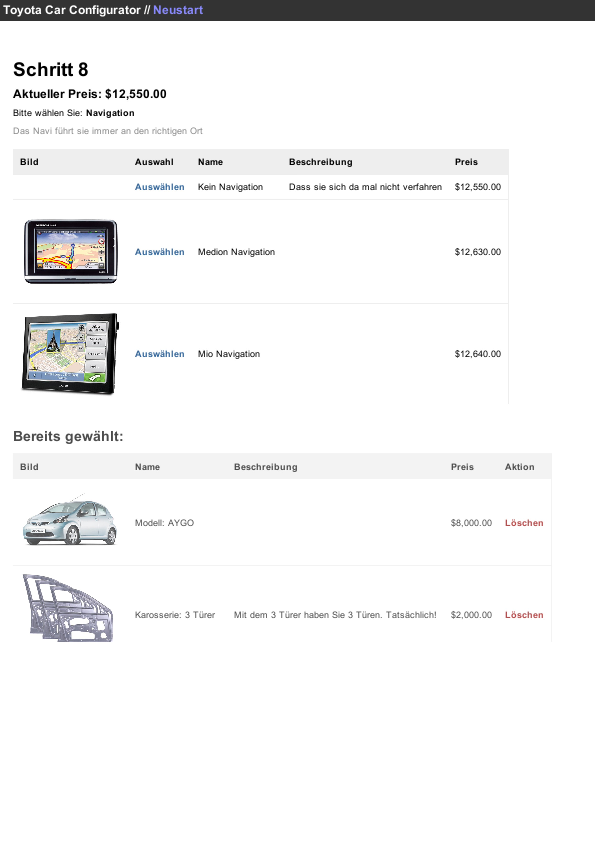 Toyota Car Configurator // Neustart
Schritt 8
Aktueller Preis: $12,550.00
Bitte wählen Sie: Navigation
Das Navi führt sie immer an den richtigen Ort
Bild Auswahl Name Beschreibung Preis
Auswählen Kein Navigation Dass sie sich da mal nicht verfahren $12,550.00
Auswählen Medion Navigation $12,630.00
Auswählen Mio Navigation $12,640.00
Bereits gewählt:
Bild Name Beschreibung Preis Aktion
Modell: AYGO $8,000.00 Löschen
Karosserie: 3 Türer Mit dem 3 Türer haben Sie 3 Türen. Tatsächlich! $2,000.00 Löschen